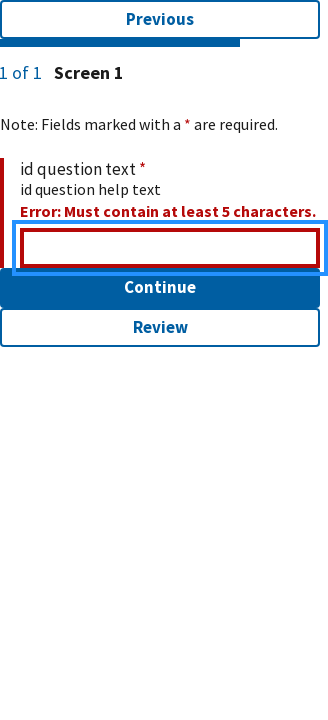 Previous
1 of 1 Screen 1
Note: Fields marked with a * are required.
id question text *
id question help text
Error: Must contain at least 5 characters.
Continue
Review